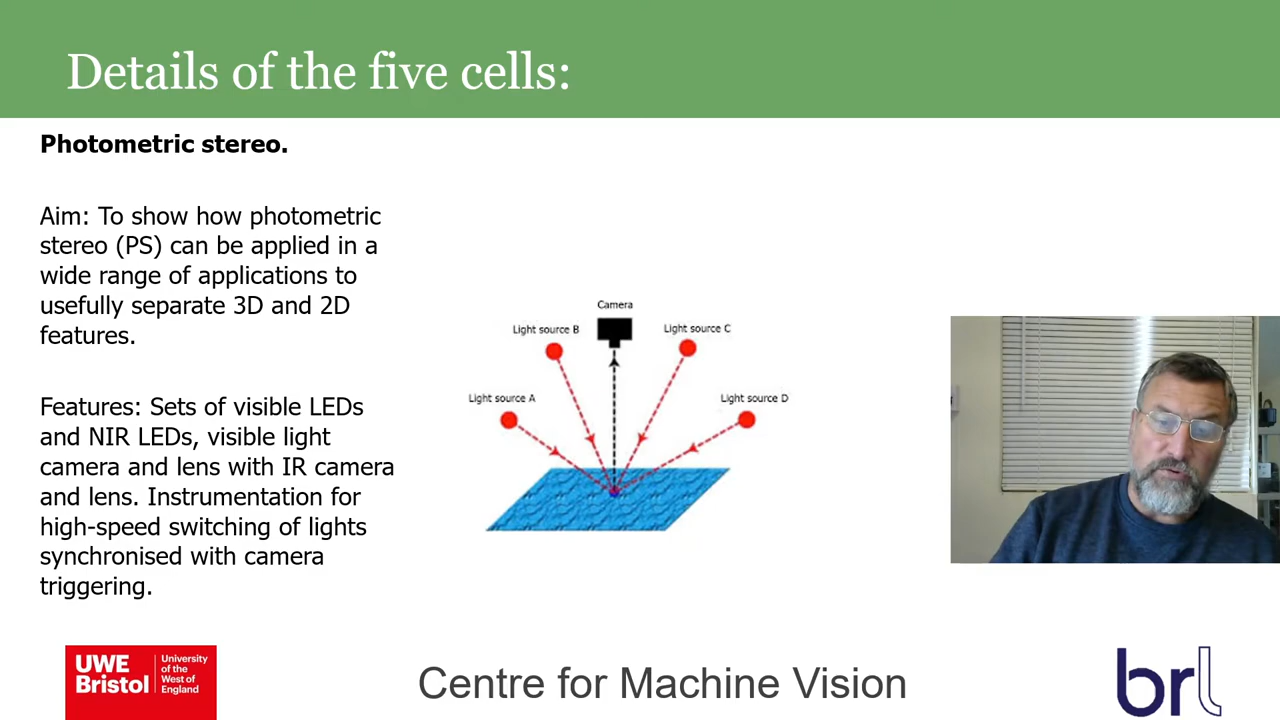 Details of the five cells:
Photometric stereo.
Aim: To show how photometric
stereo (PS) can be applied in a
wide range of applications to
usefully separate 3D and 2D
features.
Features: Sets of visible LEDs
and NIR LEDs, visible light
camera and lens with IR camera
and lens. Instrumentation for
high-speed switching of lights
synchronised with camera
triggering.
Camera
Light source B
Light source C
Light source A
Light source D
UWE
Bristol
University
of the
West of
England
Centre for Machine Vision
brl